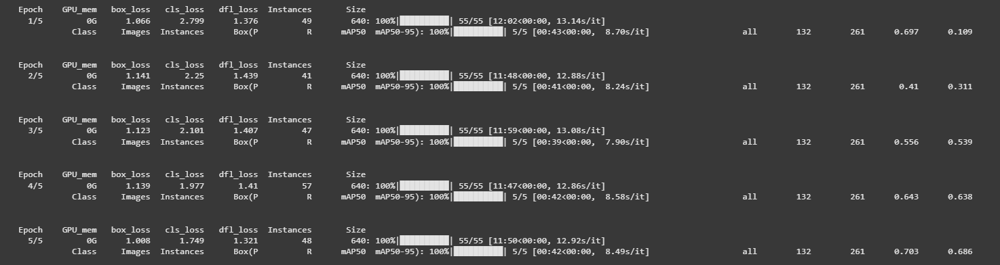 Epoch GPU_mem box_loss cls_loss dfl_loss Instances Size
1/5 0G 1.066 2.799 1.376 49 640: 100%|██████████| 55/55 [12:02<00:00, 13.14s/it]
Class Images Instances Box(P R mAP50 mAP50-95): 100%|██████████| 5/5 [00:43<00:00, 8.70s/it] all 132 261 0.697 0.109
Epoch GPU_mem box_loss cls_loss dfl_loss Instances Size
2/5 0G 1.141 2.25 1.439 41 640: 100%|██████████| 55/55 [11:48<00:00, 12.88s/it]
Class Images Instances Box(P R mAP50 mAP50-95): 100%|██████████| 5/5 [00:41<00:00, 8.24s/it] all 132 261 0.41 0.311
Epoch GPU_mem box_loss cls_loss dfl_loss Instances Size
3/5 0G 1.123 2.101 1.407 47 640: 100%|██████████| 55/55 [11:59<00:00, 13.08s/it]
Class Images Instances Box(P R mAP50 mAP50-95): 100%|██████████| 5/5 [00:39<00:00, 7.90s/it] all 132 261 0.556 0.539
Epoch GPU_mem box_loss cls_loss dfl_loss Instances Size
4/5 0G 1.139 1.977 1.41 57 640: 100%|██████████| 55/55 [11:47<00:00, 12.86s/it]
Class Images Instances Box(P R mAP50 mAP50-95): 100%|██████████| 5/5 [00:42<00:00, 8.58s/it] all 132 261 0.643 0.638
Epoch GPU_mem box_loss cls_loss dfl_loss Instances Size
5/5 0G 1.008 1.749 1.321 48 640: 100%|██████████| 55/55 [11:50<00:00, 12.92s/it]
Class Images Instances Box(P R mAP50 mAP50-95): 100%|██████████| 5/5 [00:42<00:00, 8.49s/it] all 132 261 0.703 0.686